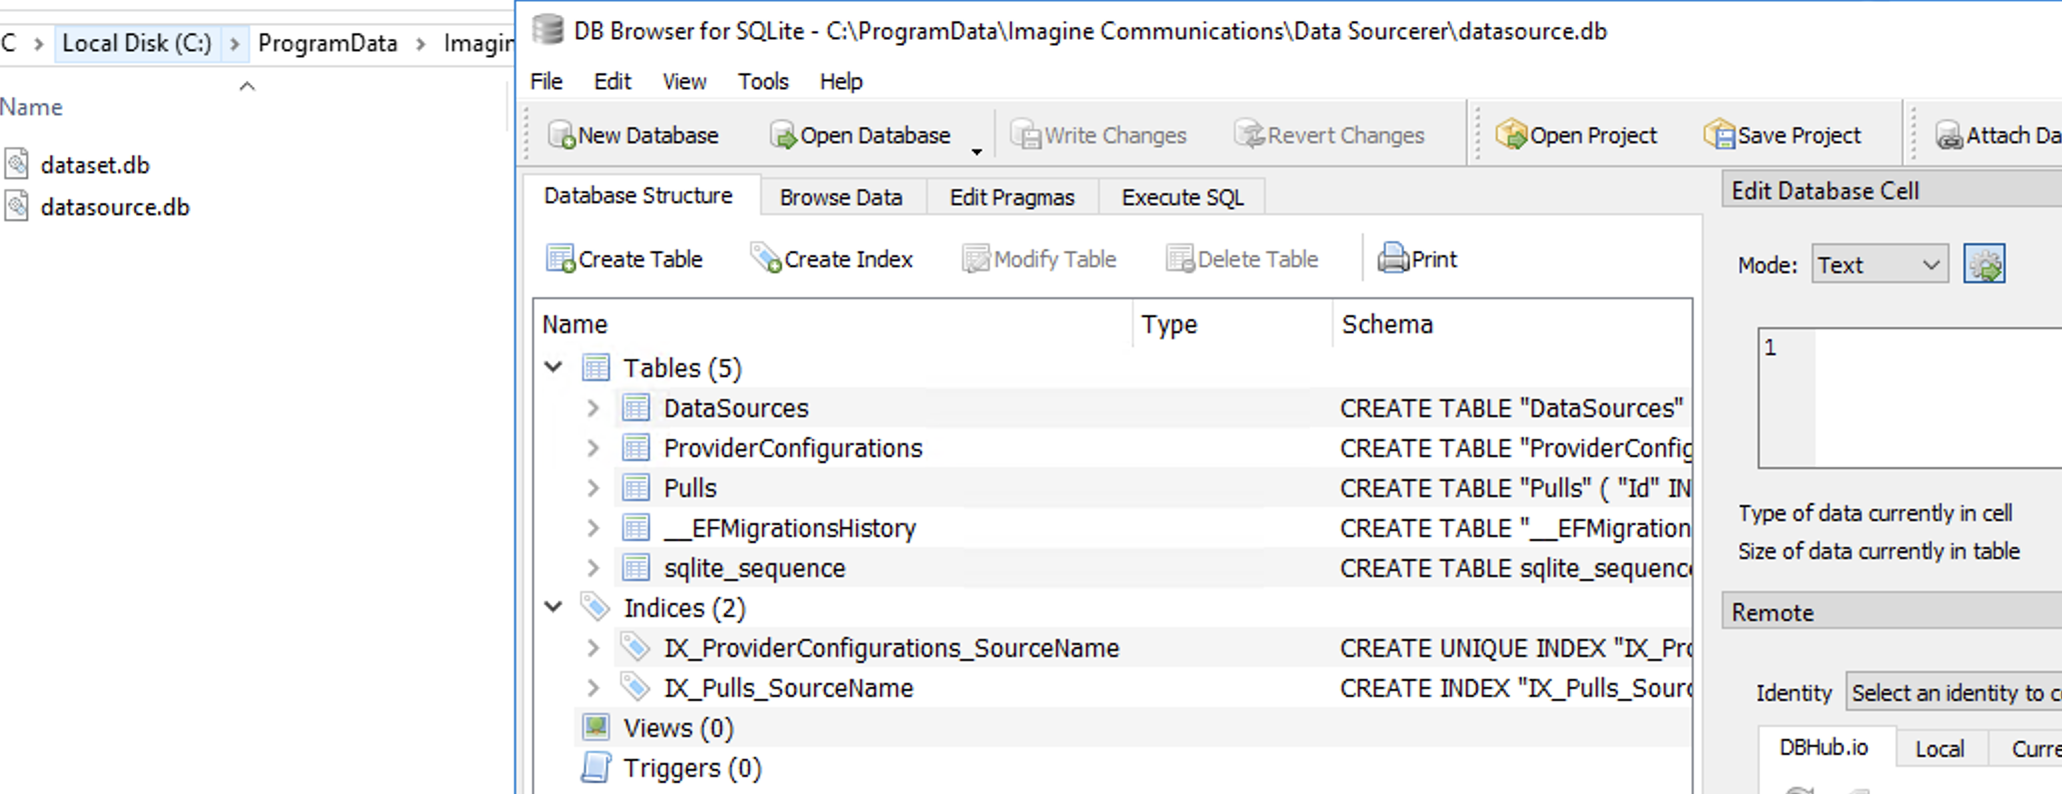 C > Local Disk (C:) > ProgramData > Imagin
Name
dataset.db
datasource.db
DB Browser for SQLite - C:\ProgramData\Imagine Communications\Data Sourcerer\datasource.db
File Edit View Tools Help
New Database Open Database Write Changes Revert Changes Open Project Save Project Attach Da
Database Structure Browse Data Edit Pragmas Execute SQL
Create Table Create Index Modify Table Delete Table Print
Name Type Schema
Tables (5)
DataSources CREATE TABLE "DataSources"
ProviderConfigurations CREATE TABLE "ProviderConfig
Pulls CREATE TABLE "Pulls" ( "Id" IN
__EFMigrationsHistory CREATE TABLE "__EFMigration
sqlite_sequence CREATE TABLE sqlite_sequence
Indices (2)
IX_ProviderConfigurations_SourceName CREATE UNIQUE INDEX "IX_Pro
IX_Pulls_SourceName CREATE INDEX "IX_Pulls_Sourc
Views (0)
Triggers (0)
Edit Database Cell
Mode: Text
1
Type of data currently in cell
Size of data currently in table
Remote
Identity Select an identity to c
DBHub.io Local Curre